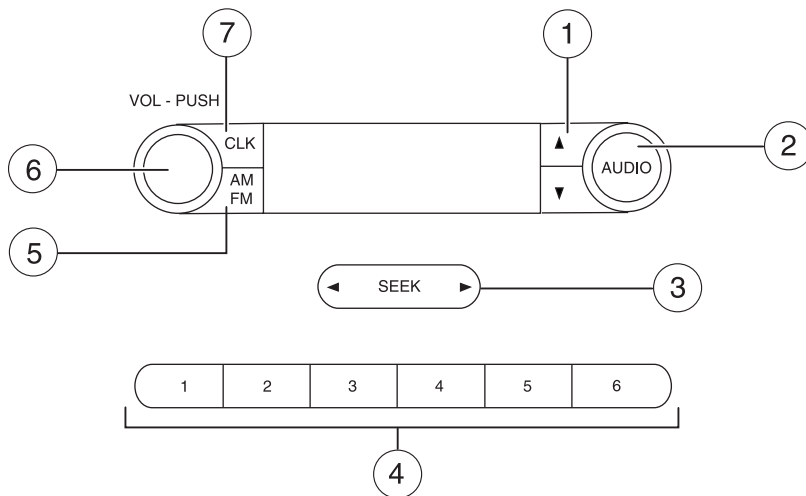 7
1
VOL - PUSH
CLK
▲
2
6
AUDIO
AM
FM
▼
5
◄ SEEK ►
3
1 2 3 4 5 6
4